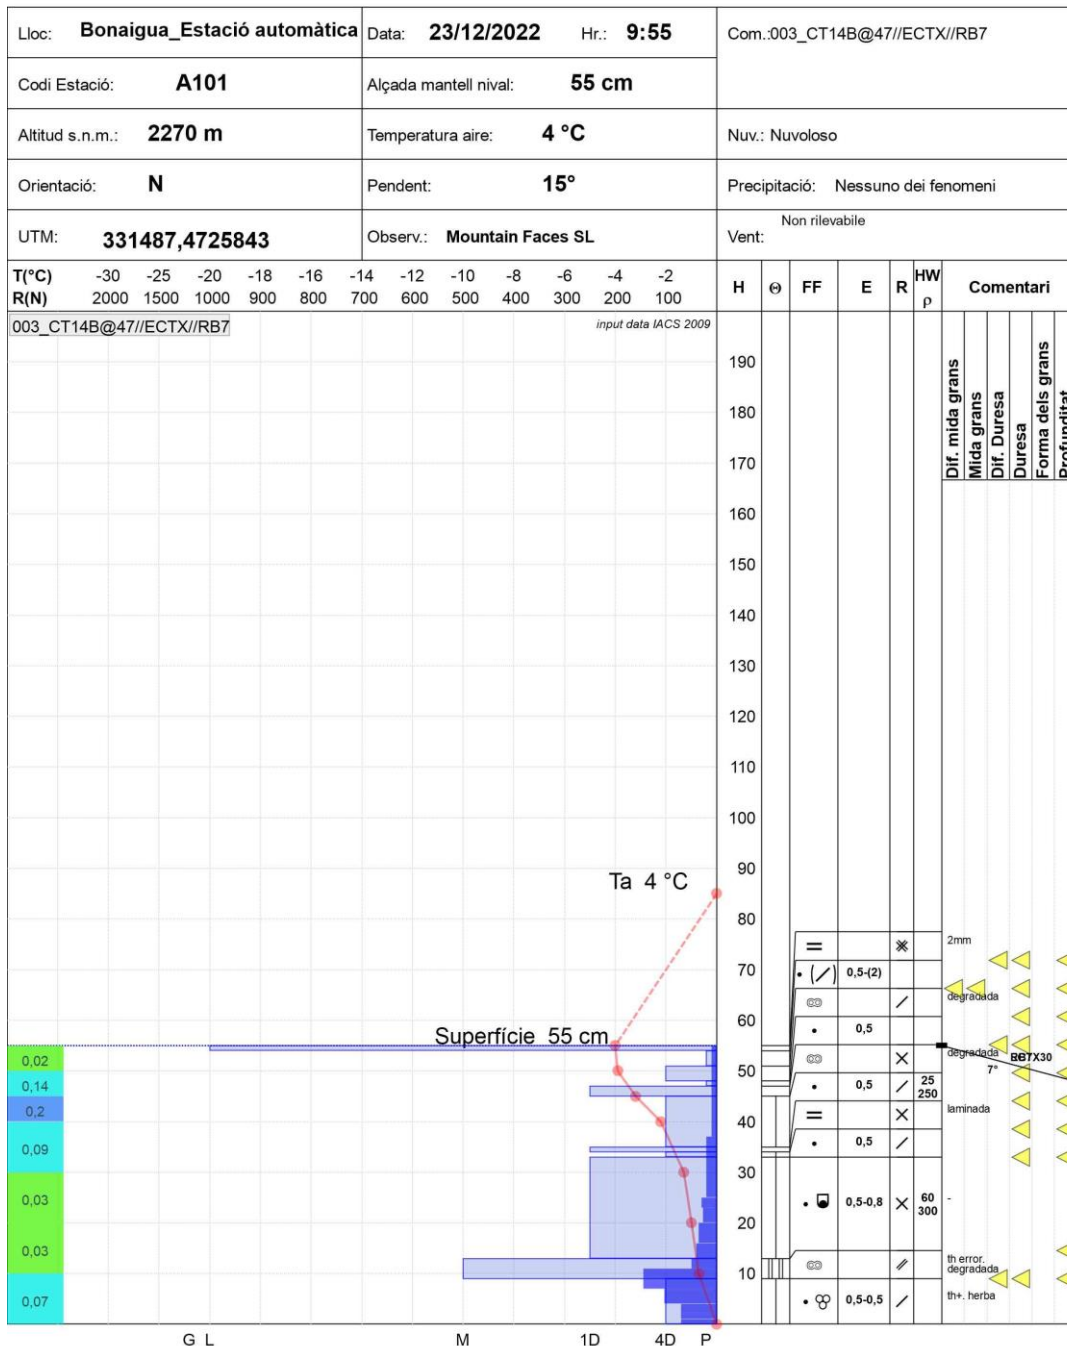 Lloc: Bonaigua_Estació automàtica Data: 23/12/2022 Hr.: 9:55 Com.:003_CT14B@47//ECTX//RB7
Codi Estació: A101 Alçada mantell nival: 55 cm
Altitud s.n.m.: 2270 m Temperatura aire: 4 °C Nuv.: Nuvoloso
Orientació: N Pendent: 15° Precipitació: Nessuno dei fenomeni
UTM: 331487,4725843 Observ.: Mountain Faces SL Vent: Non rilevabile
T(°C) -30 -25 -20 -18 -16 -14 -12 -10 -8 -6 -4 -2
R(N) 2000 1500 1000 900 800 700 600 500 400 300 200 100
H Θ FF E R HW ρ Comentari
003_CT14B@47//ECTX//RB7 input data IACS 2009
Dif. mida grans
Mida grans
Dif. Duresa
Duresa
Forma dels grans
Profunditat
190
180
170
160
150
140
130
120
110
100
90
Ta 4 °C
80
2mm
70
0,5-(2)
degradada
60
0,5
Superfície 55 cm
degradada
7°
50
0,5 25
250
laminada
40
0,5
30
0,5-0,8 60
300
-
20
th error.
degradada
10
0,5-0,5 th+. herba
0,02
0,14
0,2
0,09
0,03
0,03
0,07
G L M 1D 4D P